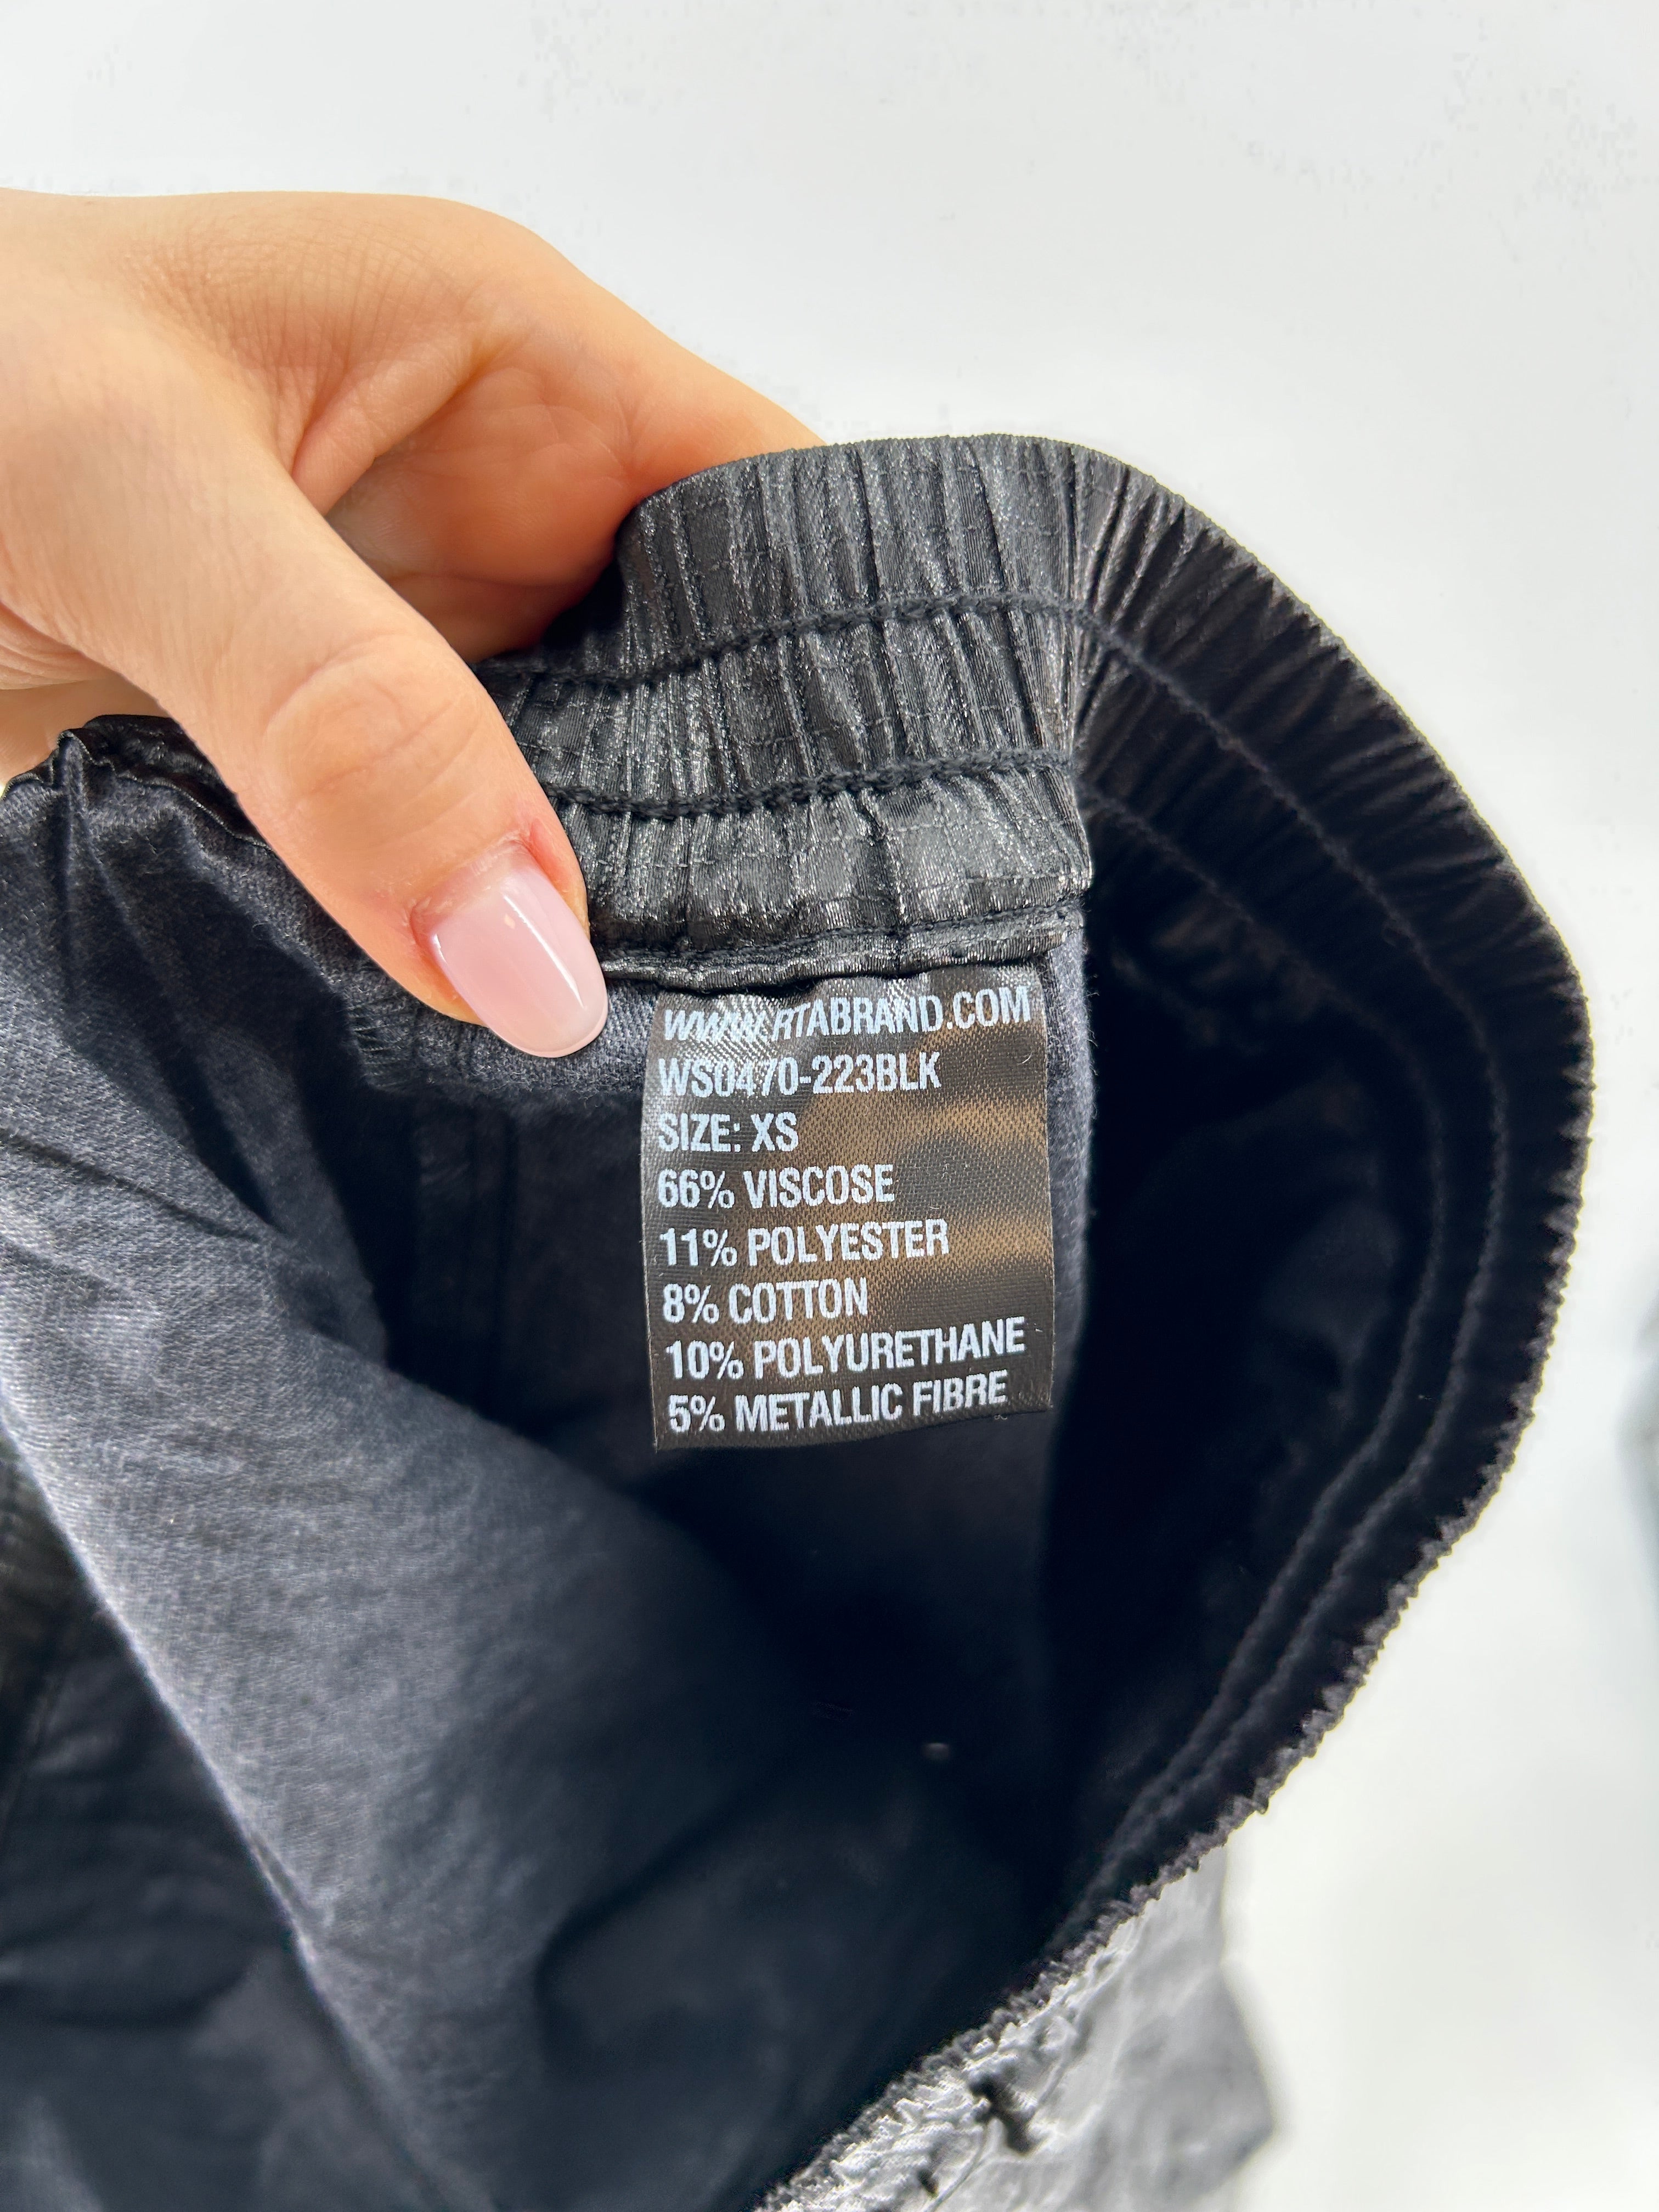 WWW.RTABRAND.COM
WS0470-223BLK
SIZE: XS
66% VISCOSE
11% POLYESTER
8% COTTON
10% POLYURETHANE
5% METALLIC FIBRE